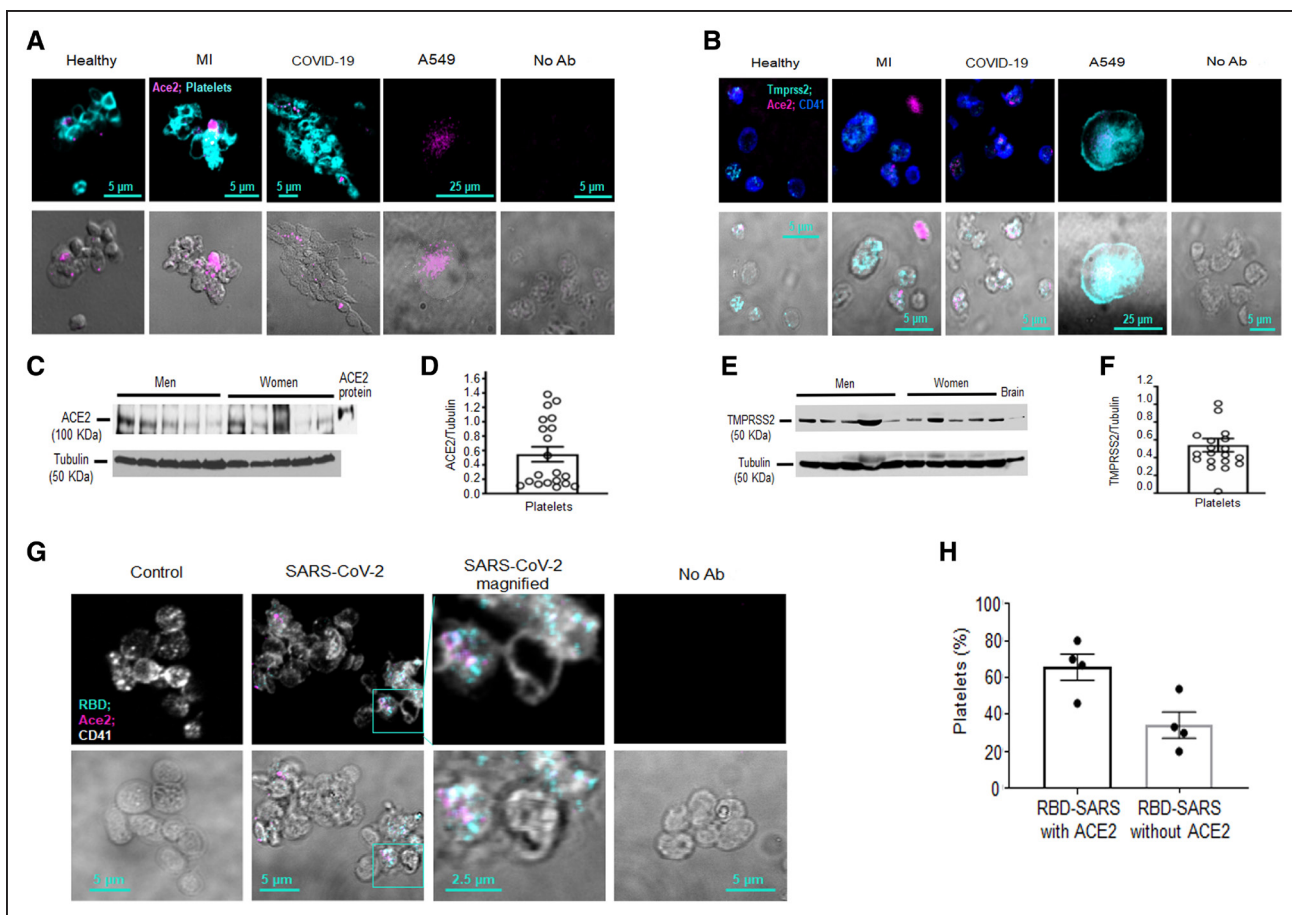 A
Healthy MI COVID-19 A549 No Ab
Ace2; Platelets
5 µm 5 µm 5 µm 25 µm 5 µm
B
Healthy MI COVID-19 A549 No Ab
Tmprss2;
Ace2; CD41
5 µm
5 µm 5 µm 25 µm 5 µm
C
Men Women ACE2
protein
ACE2
(100 KDa)
Tubulin
(50 KDa)
D
ACE2/Tubulin
1.6
1.4
1.2
1.0
0.8
0.6
0.4
0.2
0.0
Platelets
E
Men Women Brain
TMPRSS2
(50 KDa)
Tubulin
(50 KDa)
F
TMPRSS2/Tubulin
1.2
1.0
0.8
0.6
0.4
0.2
0.0
Platelets
G
Control SARS-CoV-2 SARS-CoV-2 No Ab
magnified
RBD;
Ace2;
CD41
5 µm 5 µm 2.5 µm 5 µm
H
Platelets (%)
100
80
60
40
20
0
RBD-SARS RBD-SARS
with ACE2 without ACE2